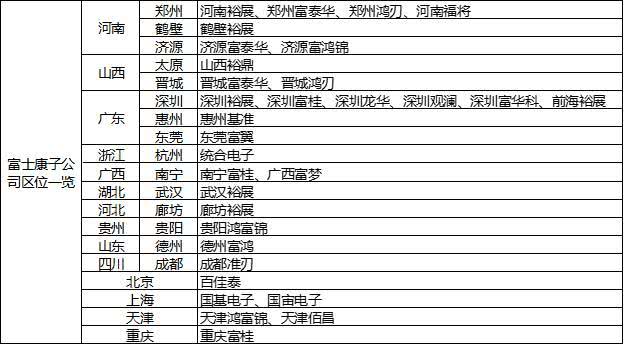 富士康子公
司区位一览
河南
郑州 河南裕展、郑州富泰华、郑州鸿刃、河南福将
鹤壁 鹤壁裕展
济源 济源富泰华、济源富鸿锦
山西
太原 山西裕鼎
晋城 晋城富泰华、晋城鸿刃
广东
深圳 深圳裕展、深圳富桂、深圳龙华、深圳观澜、深圳富华科、前海裕展
惠州 惠州基准
东莞 东莞富翼
浙江 杭州 统合电子
广西 南宁 南宁富桂、广西富梦
湖北 武汉 武汉裕展
河北 廊坊 廊坊裕展
贵州 贵阳 贵阳鸿富锦
山东 德州 德州富鸿
四川 成都 成都准刃
北京 百佳泰
上海 国基电子、国宙电子
天津 天津鸿富锦、天津佰昌
重庆 重庆富桂